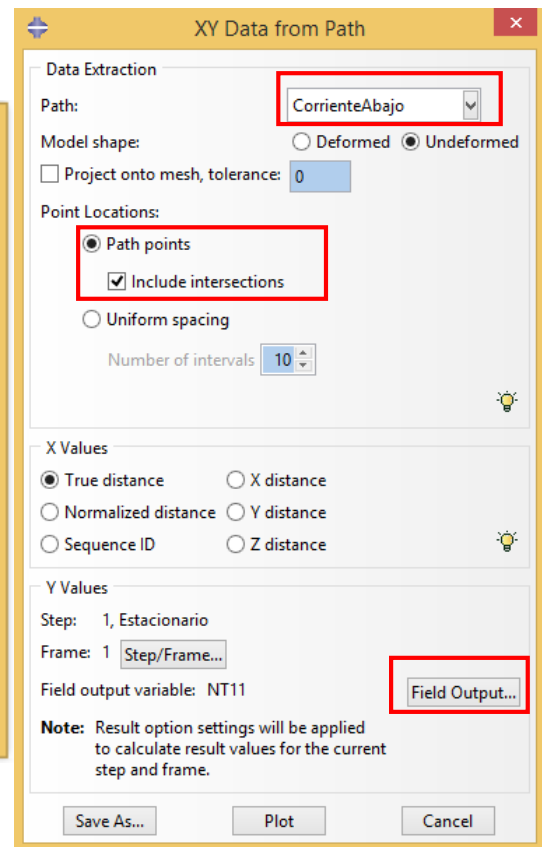 XY Data from Path
Data Extraction
Path: CorrienteAbajo
Model shape: Deformed Undeformed
Project onto mesh, tolerance: 0
Point Locations:
Path points
Include intersections
Uniform spacing
Number of intervals 10
X Values
True distance X distance
Normalized distance Y distance
Sequence ID Z distance
Y Values
Step: 1, Estacionario
Frame: 1 Step/Frame...
Field output variable: NT11 Field Output...
Note: Result option settings will be applied
to calculate result values for the current
step and frame.
Save As... Plot Cancel